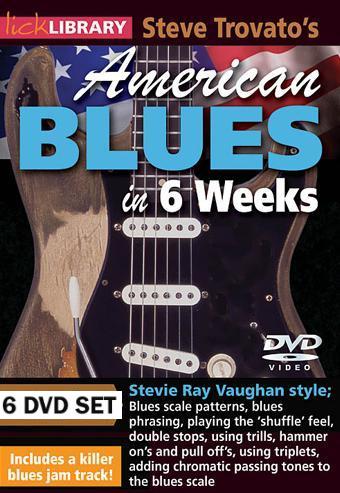 lickLIBRARY
Steve Trovato's
American
BLUES
in 6 Weeks
DVD
VIDEO
6 DVD SET
Includes a killer
blues jam track!
Stevie Ray Vaughan style;
Blues scale patterns, blues
phrasing, playing the 'shuffle' feel,
double stops, using trills, hammer
on's and pull off's, using triplets,
adding chromatic passing tones to
the blues scale